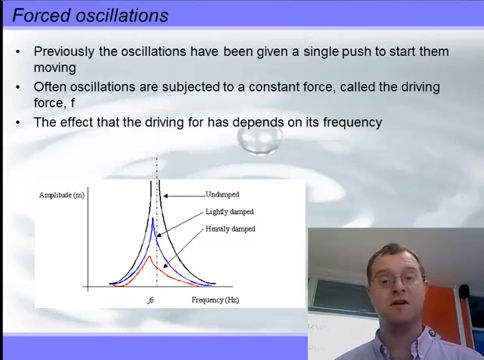 Forced oscillations
• Previously the oscillations have been given a single push to start them
moving
• Often oscillations are subjected to a constant force, called the driving
force, f
• The effect that the driving for has depends on its frequency
Amplitude (m)
Undamped
Lightly damped
Heavily damped
f₀ Frequency (Hz)